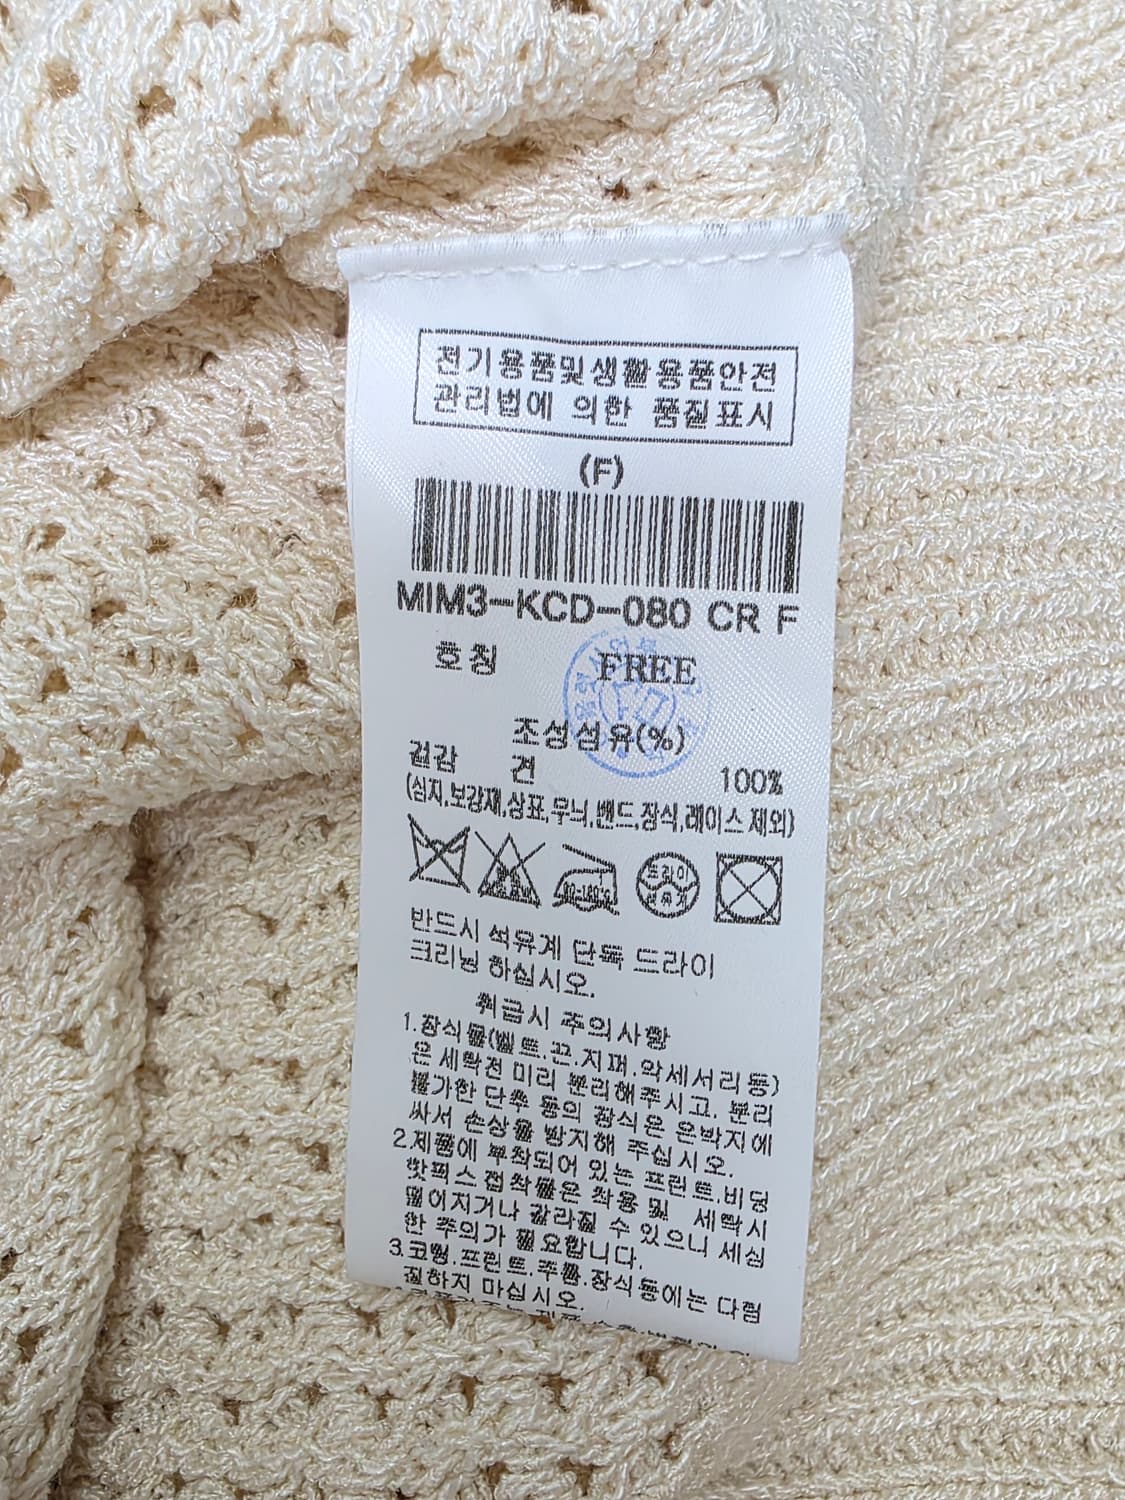 전기용품및생활용품안전
관리법에 의한 품질표시
(F)
MIM3-KCD-080 CR F
호칭 FREE
조성섬유(%)
겉감 견 100%
(심지,보강재,상표,무늬,밴드,장식,레이스 제외)
드라이
석유계
반드시 석유계 단독 드라이
크리닝 하십시오.
취급시 주의사항
1.장식물(벨트.끈.지퍼.악세서리등)
은 세탁전 미리 분리해주시고. 분리
불가한 단추 등의 장식은 은박지에
싸서 손상을 방지해 주십시오.
2.제품에 부착되어 있는 프린트.비딩
핫픽스 접착물은 착용 및 세탁시
떨어지거나 갈라질 수 있으니 세심
한 주의가 필요합니다.
3.코팅.프린트.주름.장식등에는 다림
질하지 마십시오.